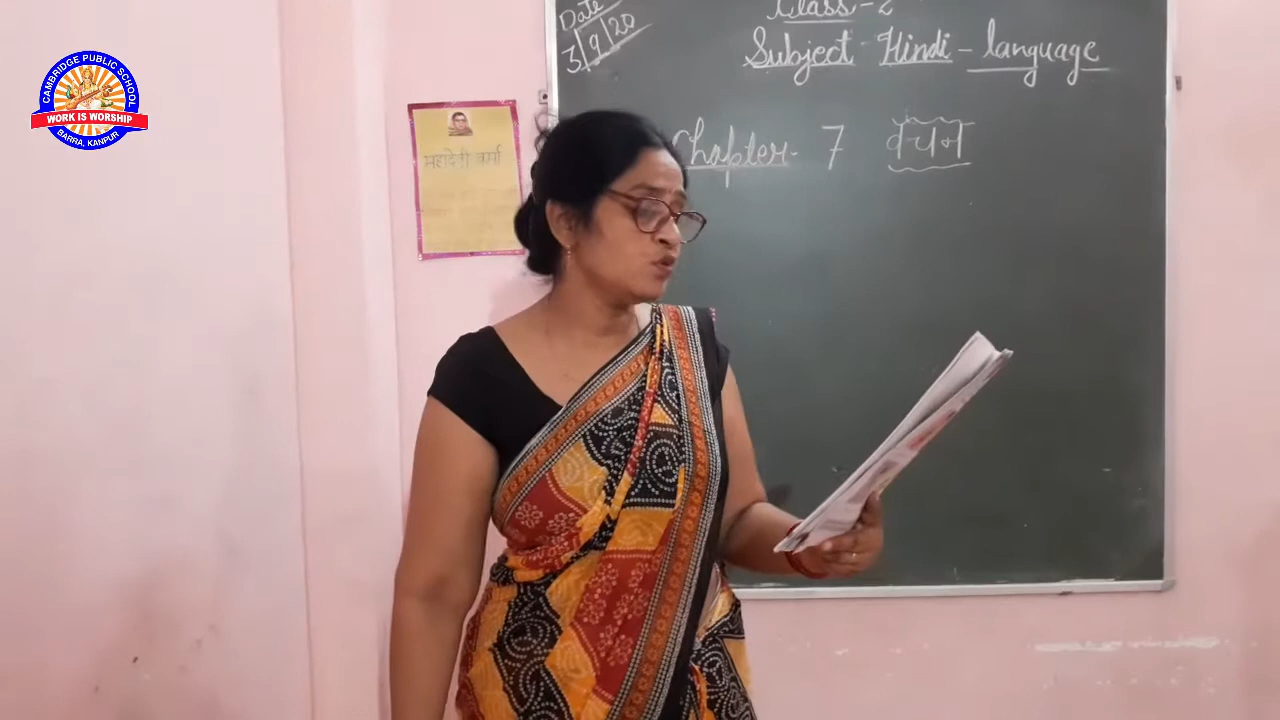 CAMBRIDGE PUBLIC SCHOOL
WORK IS WORSHIP
BARRA, KANPUR
महादेवी वर्मा
Date
3/9/20
Class - 2
Subject - Hindi - language
Chapter - 7 वचन